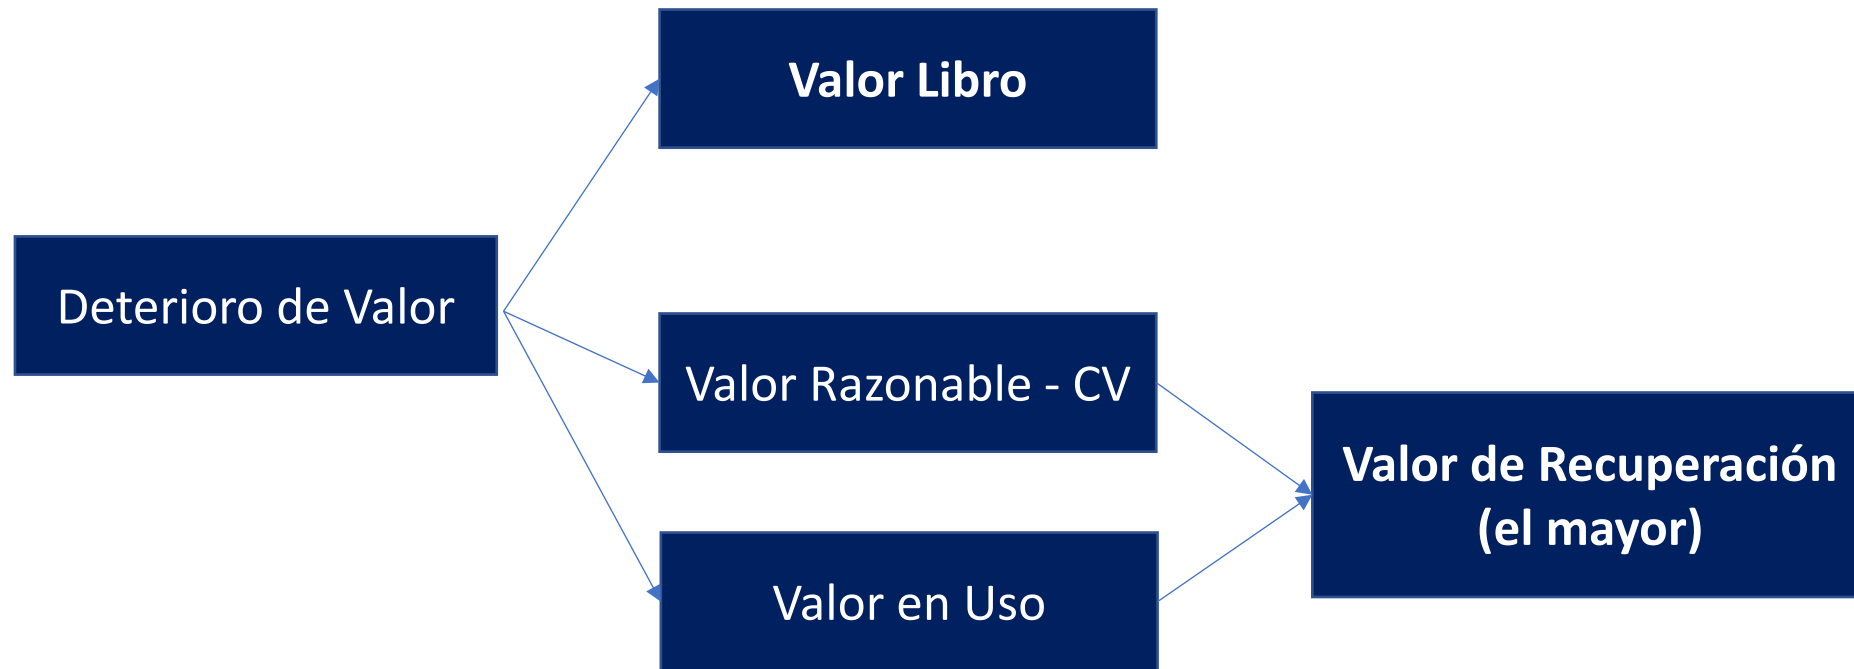 Valor Libro
Deterioro de Valor
Valor Razonable - CV
Valor de Recuperación
(el mayor)
Valor en Uso